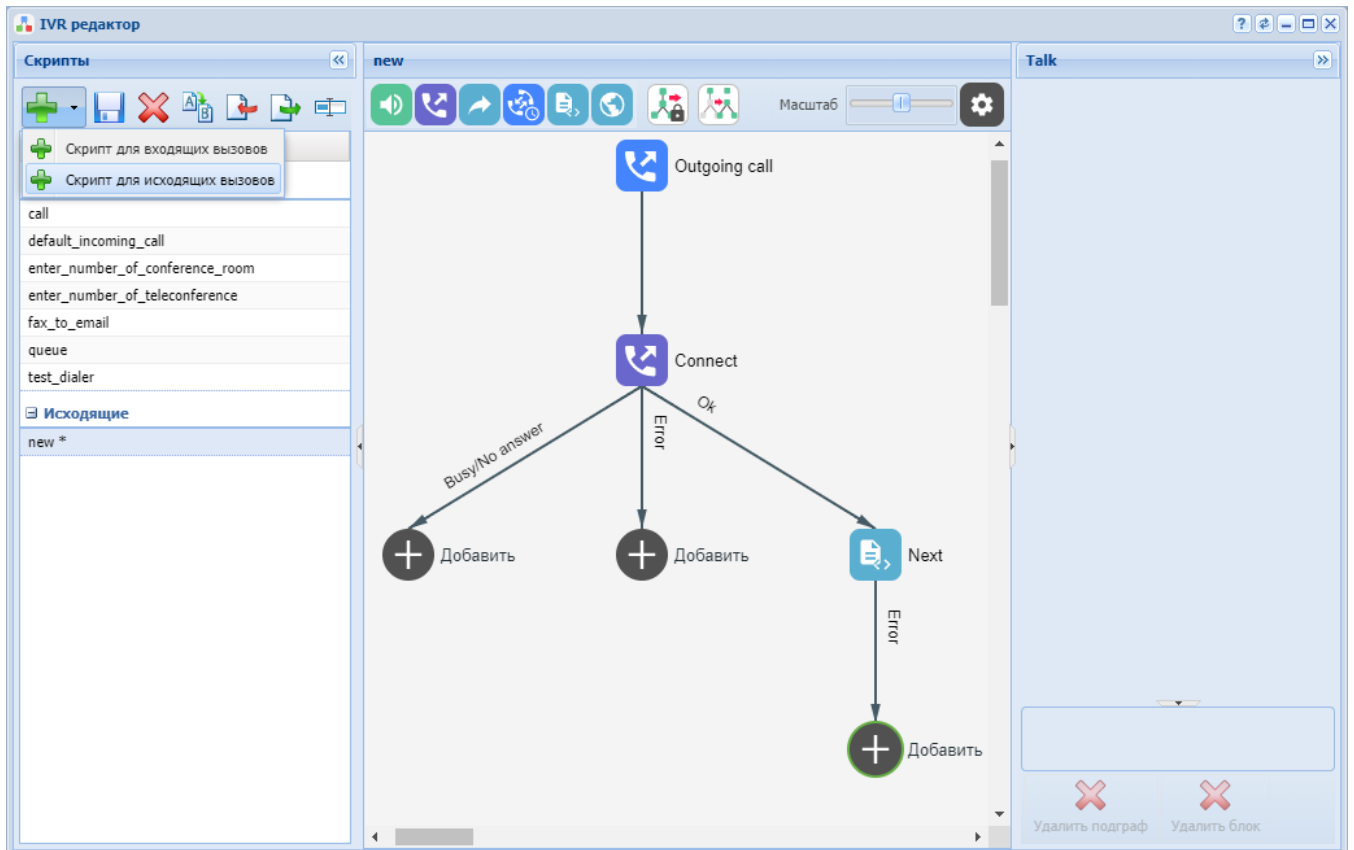 IVR редактор
Скрипты
new
Talk
Масштаб
Скрипт для входящих вызовов
Скрипт для исходящих вызовов
call
default_incoming_call
enter_number_of_conference_room
enter_number_of_teleconference
fax_to_email
queue
test_dialer
Исходящие
new *
Outgoing call
Connect
Busy/No answer
Error
Ok
Добавить
Добавить
Next
Error
Добавить
Удалить подграф
Удалить блок